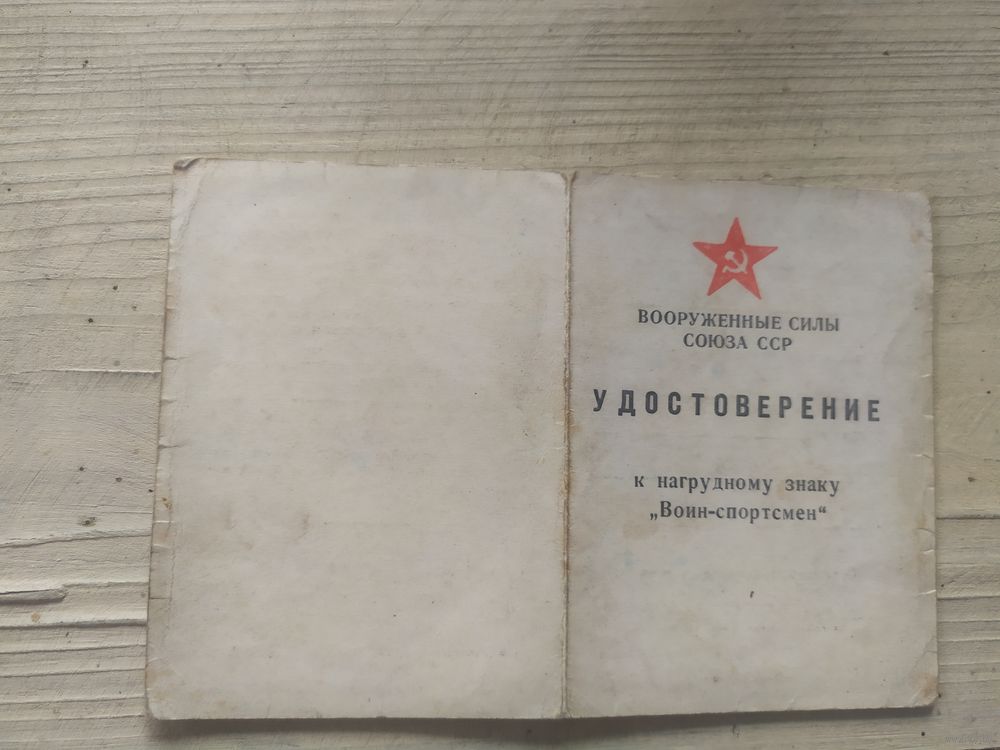 ВООРУЖЕННЫЕ СИЛЫ
СОЮЗА ССР
УДОСТОВЕРЕНИЕ
к нагрудному знаку
„Воин-спортсмен“